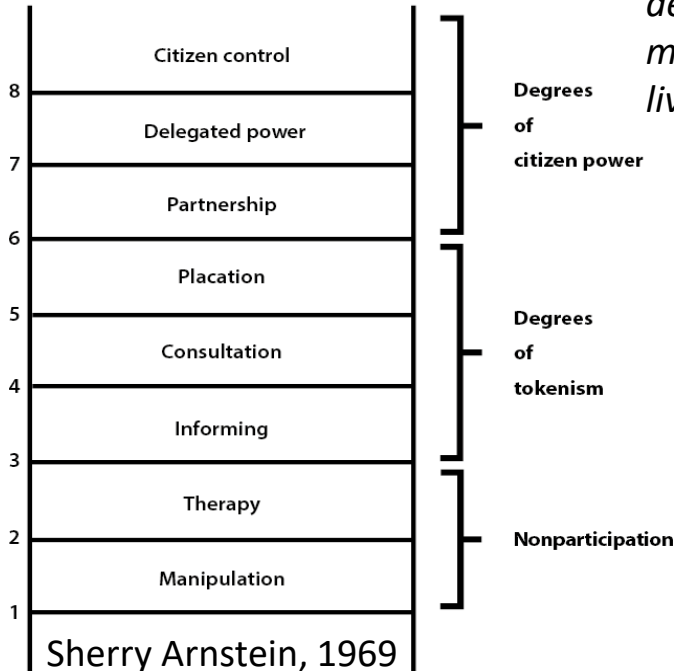 Citizen control
8
Delegated power
7
Partnership
6
Placation
5
Consultation
4
Informing
3
Therapy
2
Manipulation
1
Sherry Arnstein, 1969
Degrees
of
citizen power
Degrees
of
tokenism
Nonparticipation